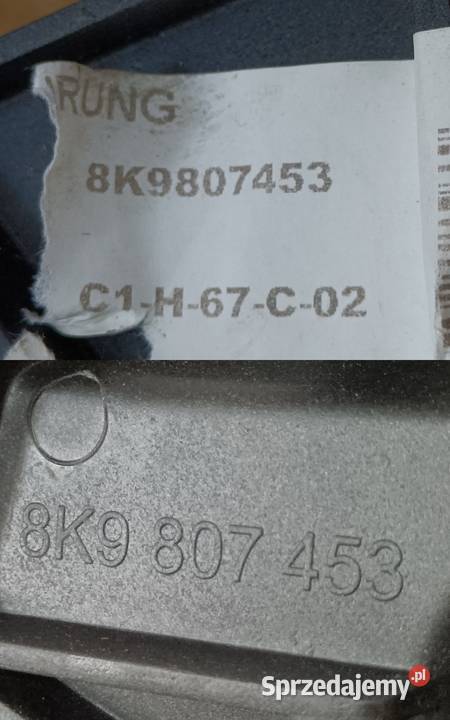 RUNG
8K9807453
C1-H-67-C-02
8K9 807 453
Sprzedajemy.pl